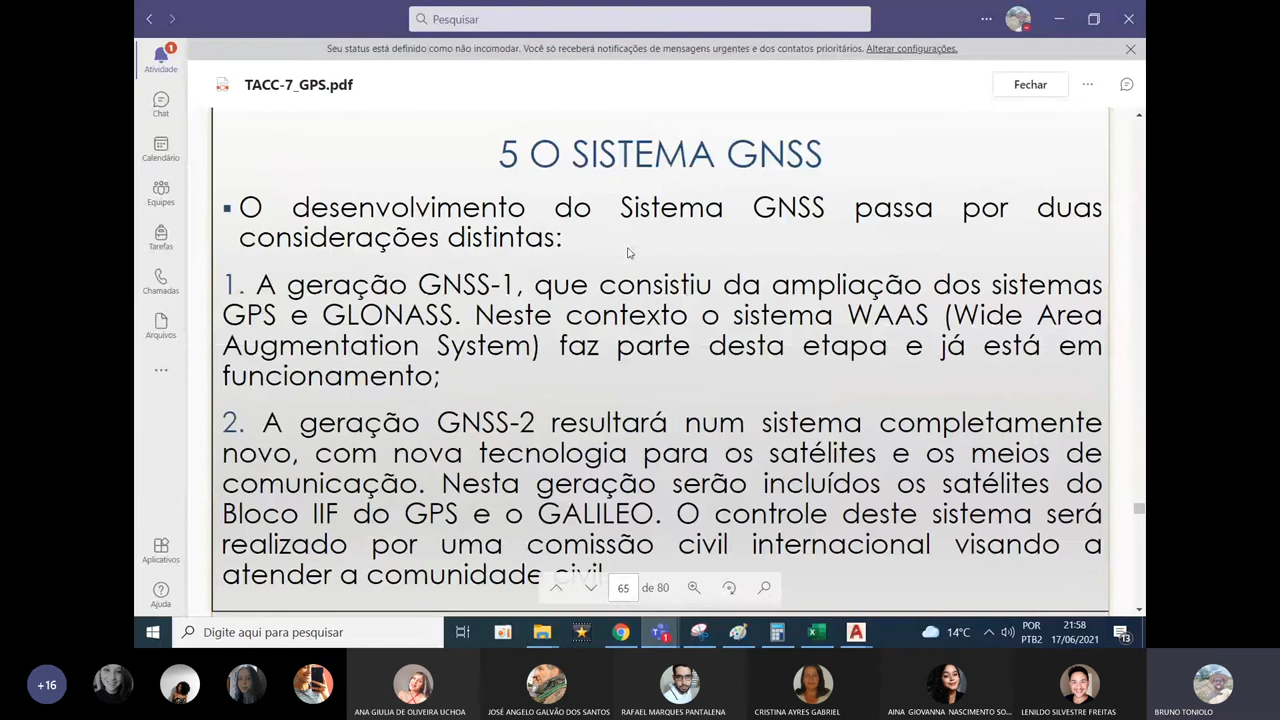 Pesquisar
Seu status está definido como não incomodar. Você só receberá notificações de mensagens urgentes e dos contatos prioritários. Alterar configurações.
1
Atividade
Chat
Calendário
Equipes
Tarefas
Chamadas
Arquivos
Aplicativos
Ajuda
TACC-7_GPS.pdf
Fechar
5 O SISTEMA GNSS
▪ O desenvolvimento do Sistema GNSS passa por duas
considerações distintas:
1. A geração GNSS-1, que consistiu da ampliação dos sistemas
GPS e GLONASS. Neste contexto o sistema WAAS (Wide Area
Augmentation System) faz parte desta etapa e já está em
funcionamento;
2. A geração GNSS-2 resultará num sistema completamente
novo, com nova tecnologia para os satélites e os meios de
comunicação. Nesta geração serão incluídos os satélites do
Bloco IIF do GPS e o GALILEO. O controle deste sistema será
realizado por uma comissão civil internacional visando a
atender a comunidade civil
65 de 80
Digite aqui para pesquisar
14°C
POR
PTB2
21:58
17/06/2021
13
+16
ANA GIULIA DE OLIVEIRA UCHOA
JOSÉ ANGELO GALVÃO DOS SANTOS
RAFAEL MARQUES PANTALENA
CRISTINA AYRES GABRIEL
AINA GIOVANNA NASCIMENTO SO...
LENILDO SILVESTRE FREITAS
BRUNO TONIOLO